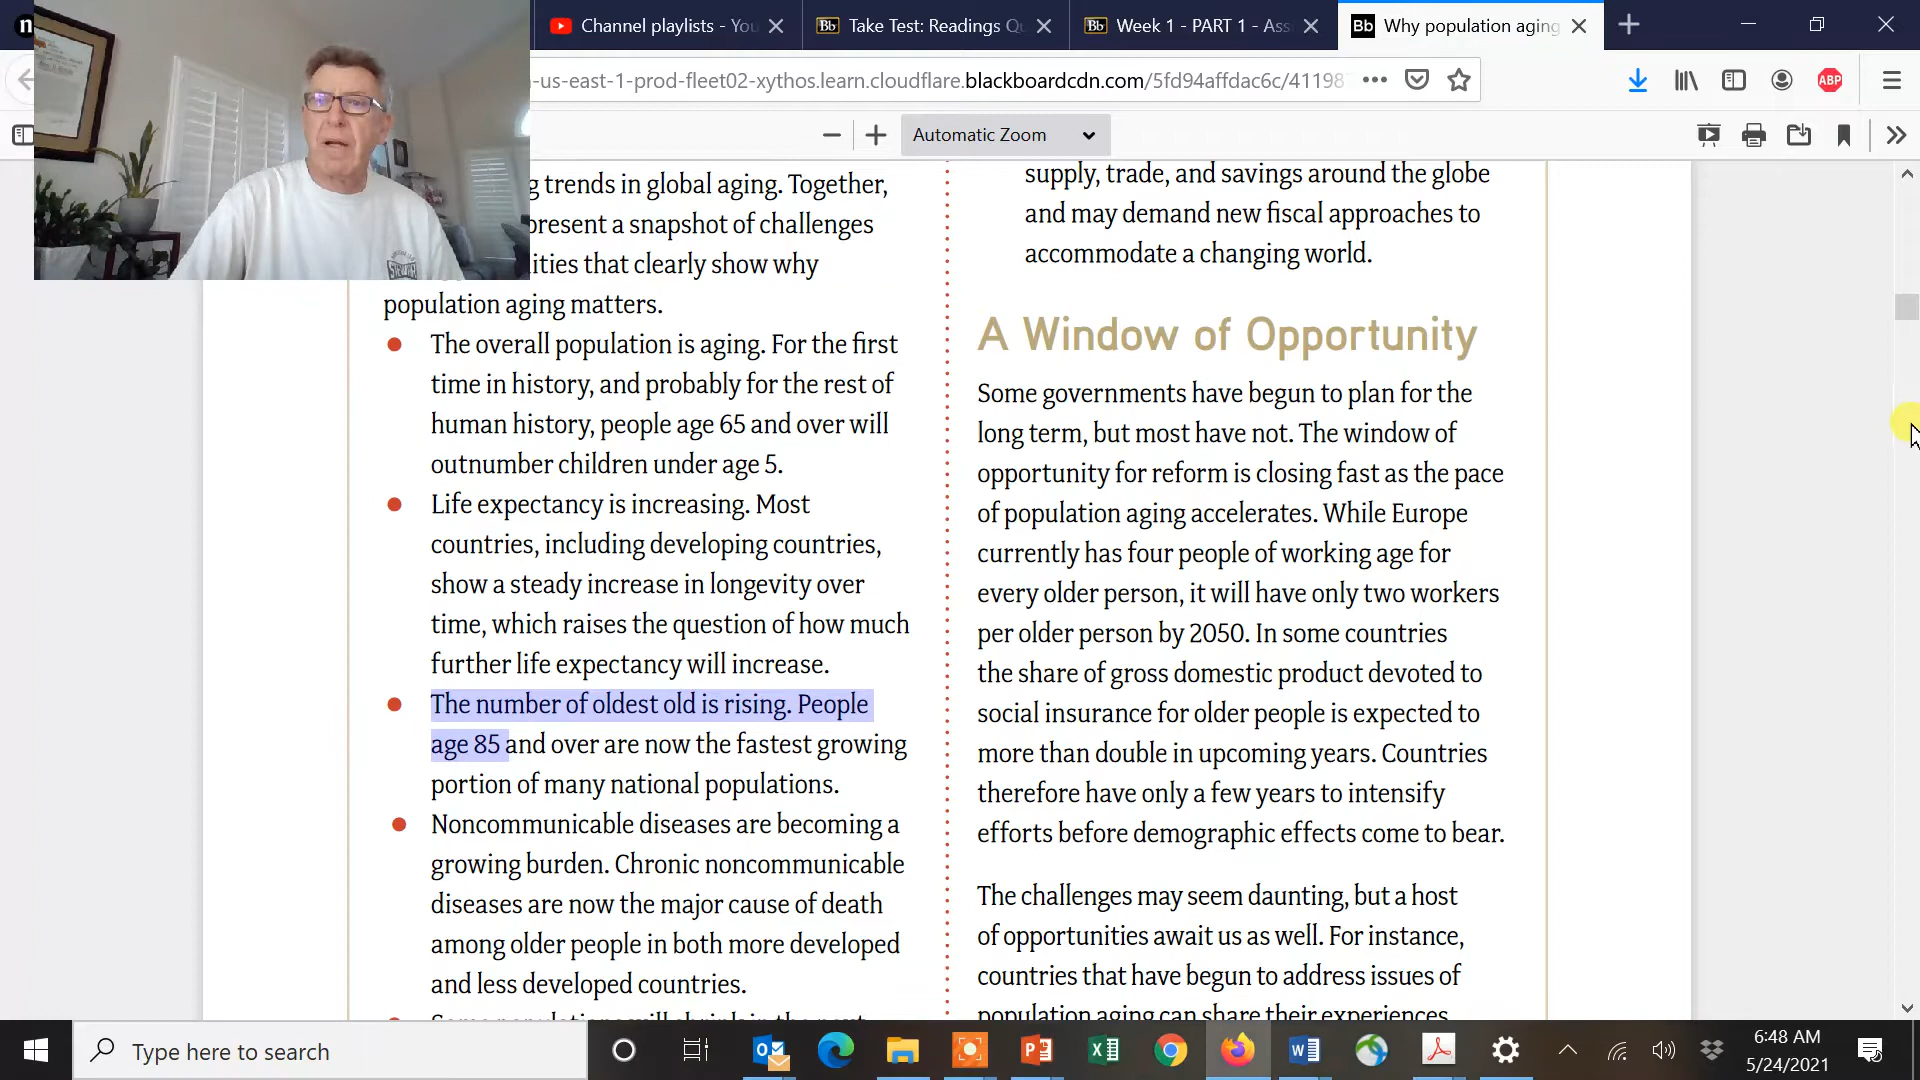 Channel playlists - You
Take Test: Readings Qu
Week 1 - PART 1 - Ass
Why population aging
-us-east-1-prod-fleet02-xythos.learn.cloudflare.blackboardcdn.com/5fd94affdac6c/41198
ABP
Automatic Zoom
g trends in global aging. Together,
present a snapshot of challenges
ities that clearly show why
population aging matters.
The overall population is aging. For the first
time in history, and probably for the rest of
human history, people age 65 and over will
outnumber children under age 5.
Life expectancy is increasing. Most
countries, including developing countries,
show a steady increase in longevity over
time, which raises the question of how much
further life expectancy will increase.
The number of oldest old is rising. People
age 85 and over are now the fastest growing
portion of many national populations.
Noncommunicable diseases are becoming a
growing burden. Chronic noncommunicable
diseases are now the major cause of death
among older people in both more developed
and less developed countries.
supply, trade, and savings around the globe
and may demand new fiscal approaches to
accommodate a changing world.
A Window of Opportunity
Some governments have begun to plan for the
long term, but most have not. The window of
opportunity for reform is closing fast as the pace
of population aging accelerates. While Europe
currently has four people of working age for
every older person, it will have only two workers
per older person by 2050. In some countries
the share of gross domestic product devoted to
social insurance for older people is expected to
more than double in upcoming years. Countries
therefore have only a few years to intensify
efforts before demographic effects come to bear.
The challenges may seem daunting, but a host
of opportunities await us as well. For instance,
countries that have begun to address issues of
population aging can share their experiences
Type here to search
6:48 AM
5/24/2021